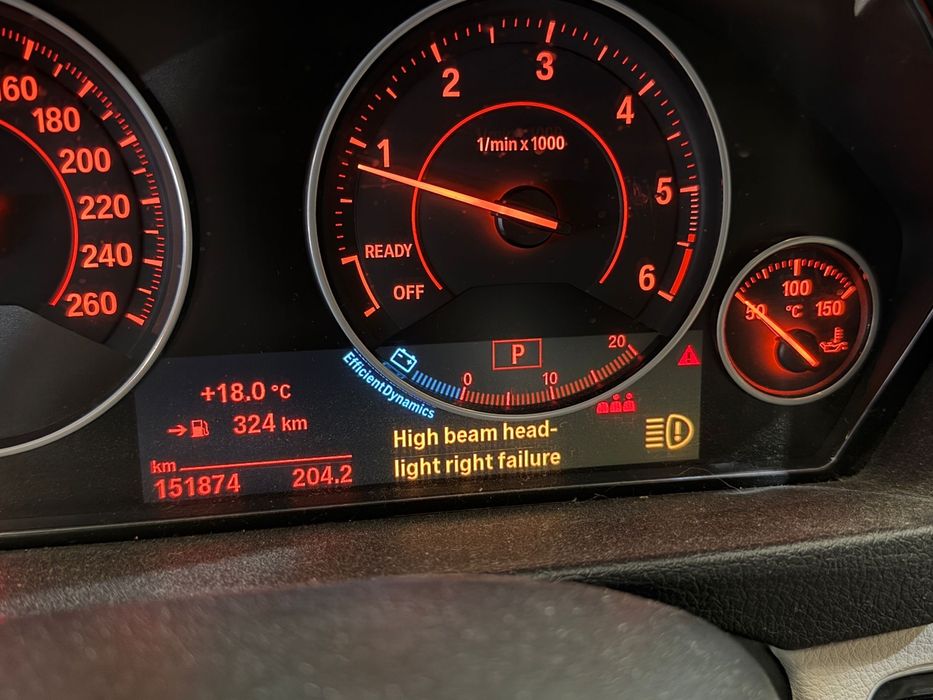 160
180
200
220
240
260
1
2
3
4
5
6
1/min x 1000
READY
OFF
P
0
10
20
EfficientDynamics
+18.0 °C
324 km
km
151874 204.2
High beam head-
light right failure
50
100
150
°C